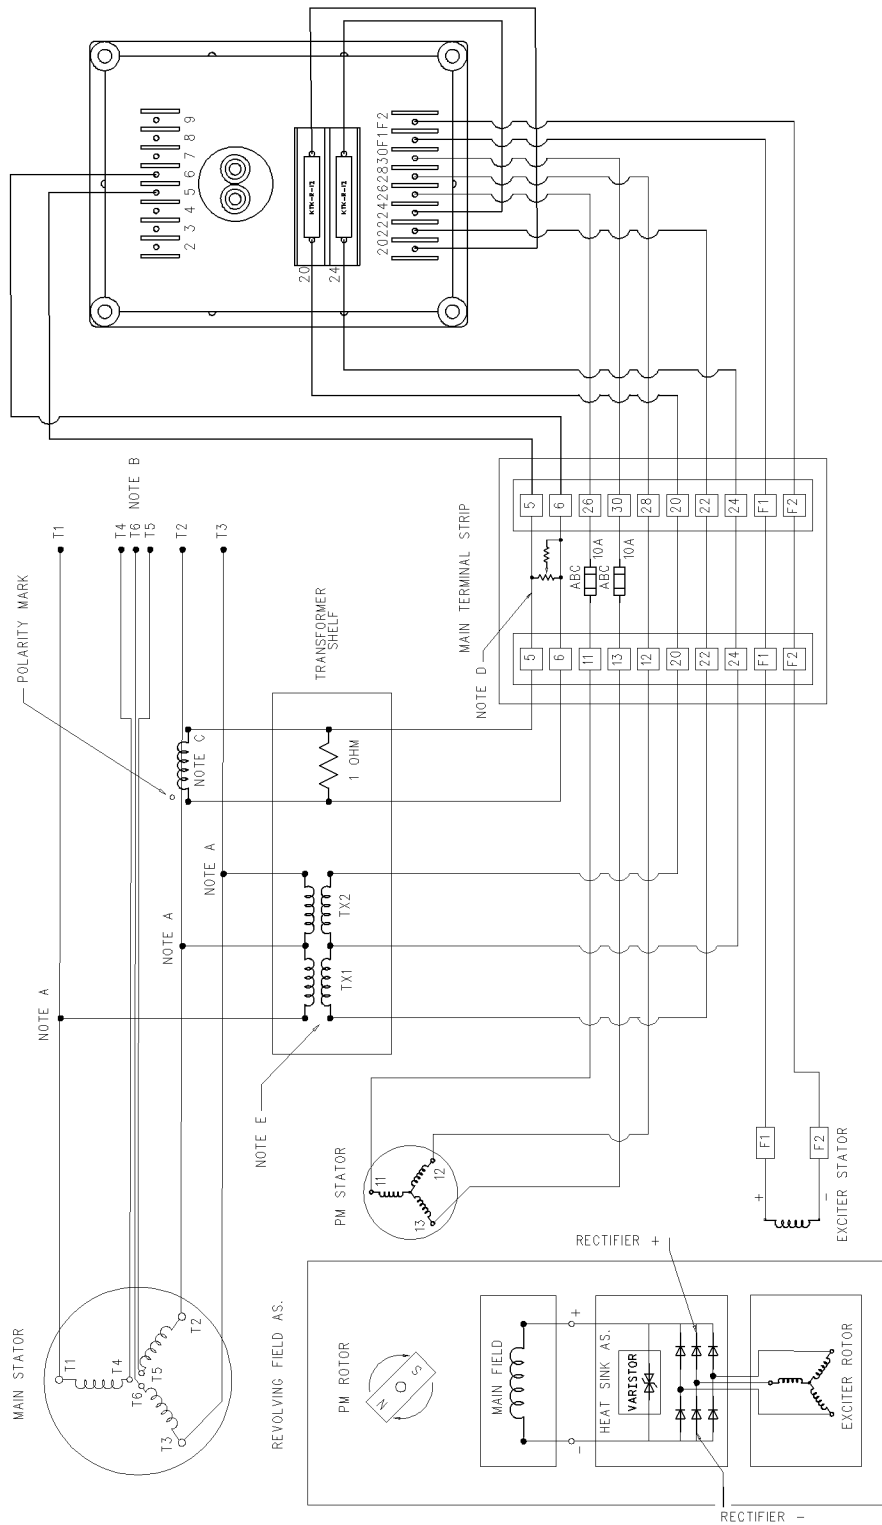 9
8
7
6
5
4
3
2
KTK-R-12
KTK-R-12
20
24
F2
F1
30
28
26
24
22
20
NOTE B
T1
T4
T6
T5
T2
T3
POLARITY MARK
TRANSFORMER
SHELF
MAIN TERMINAL STRIP
NOTE D
5
6
26
30
28
20
22
24
F1
F2
10A
10A
ABC
ABC
5
6
11
13
12
20
22
24
F1
F2
NOTE C
1 OHM
NOTE A
NOTE A
NOTE A
TX2
TX1
NOTE E
PM STATOR
11
12
13
F1
F2
+
-
EXCITER STATOR
MAIN STATOR
T1
T4
T6
T5
T2
T3
REVOLVING FIELD AS.
PM ROTOR
S
N
MAIN FIELD
+
-
RECTIFIER +
HEAT SINK AS.
VARISTOR
EXCITER ROTOR
RECTIFIER -